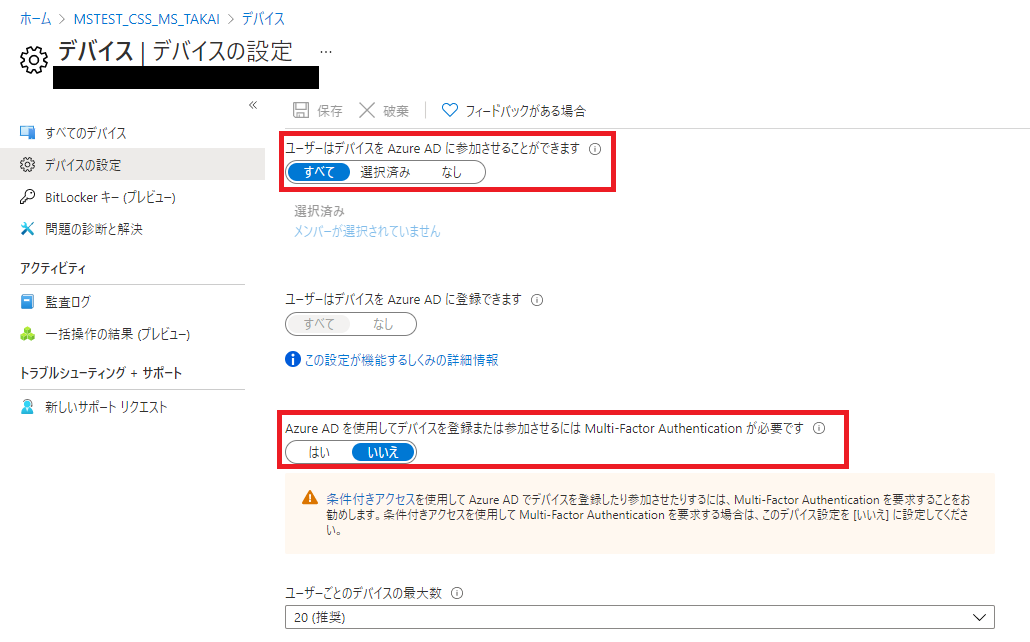 ホーム > MSTEST_CSS_MS_TAKAI > デバイス
デバイス | デバイスの設定 …
«
保存 破棄 フィードバックがある場合
すべてのデバイス
デバイスの設定
BitLocker キー (プレビュー)
問題の診断と解決
アクティビティ
監査ログ
一括操作の結果 (プレビュー)
トラブルシューティング + サポート
新しいサポート リクエスト
ユーザーはデバイスを Azure AD に参加させることができます
すべて 選択済み なし
選択済み
メンバーが選択されていません
ユーザーはデバイスを Azure AD に登録できます
すべて なし
この設定が機能するしくみの詳細情報
Azure AD を使用してデバイスを登録または参加させるには Multi-Factor Authentication が必要です
はい いいえ
条件付きアクセスを使用して Azure AD でデバイスを登録したり参加させたりするには、Multi-Factor Authentication を要求することをお
勧めします。条件付きアクセスを使用して Multi-Factor Authentication を要求する場合は、このデバイス設定を [いいえ] に設定してくださ
い。
ユーザーごとのデバイスの最大数
20 (推奨)